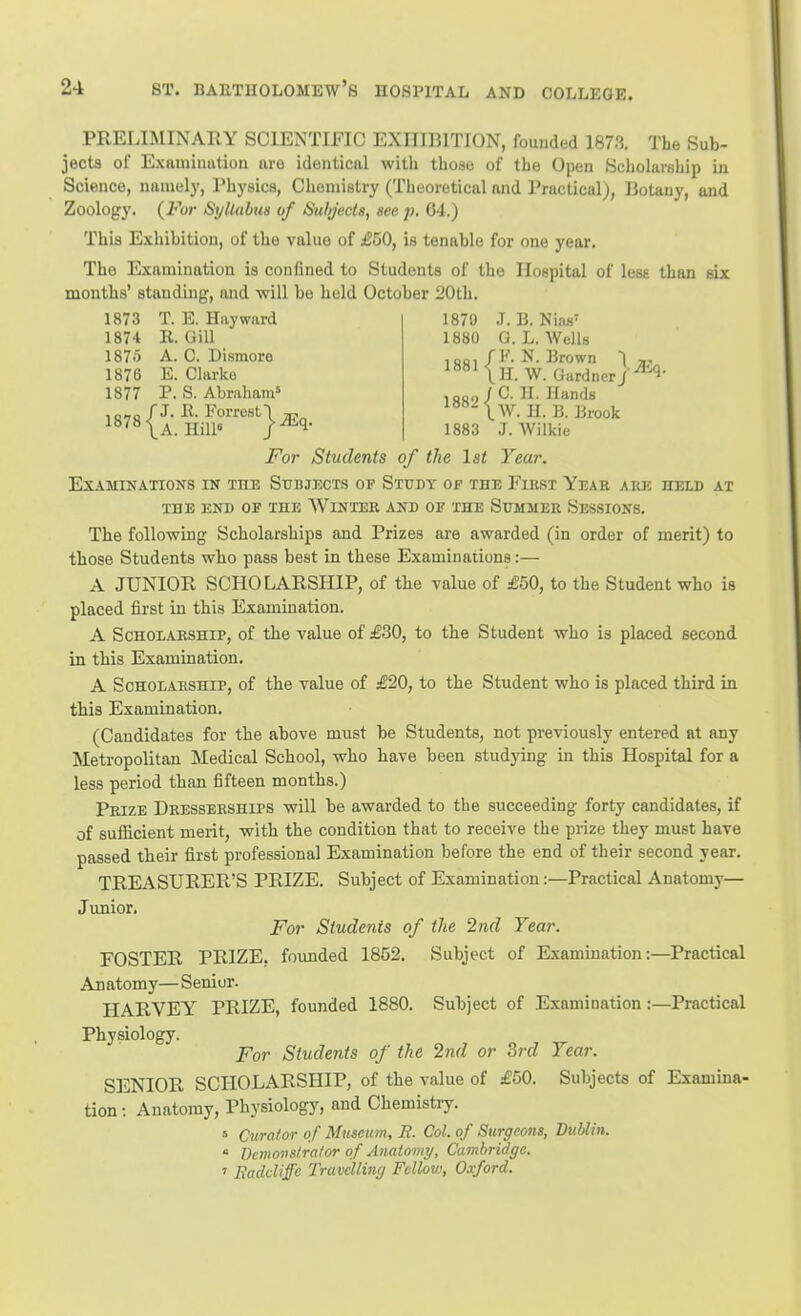 24 ST. BARTHOLOMEW'S HOSPITAL AND COLLEGE.
PRELIMINARY SCIENTIFIC EXHIBITION, founded 1873. The Sub-
jects of Examination are identical with those of the Open Scholarship in
Science, namely, Physics, Chemistry (Theoretical and Practical), Botany, and
Zoology. (For Syllabus of Subjects, see p. 64.)
This Exhibition, of the value of £50, is tenable for one year.
The Examination is confined to Students of the Hospital of less than six
months' standing, and will be held October 20th.
1873 T. E. Hayward
1874 R. Gill
1875 A. C. Dismore
1876 E. Clarke
1877 P. S. Abraham⁵
1878 { J. R. Forrest } Æq.
A. Hill⁶
1879 J. B. Nias⁷
1880 G. L. Wells
1881 { F. N. Brown } Æq.
H. W. Gardner
1882 { C. H. Hands
W. H. B. Brook
1883 J. Wilkie
For Students of the 1st Year.
EXAMINATIONS IN THE SUBJECTS OF STUDY OF THE FIRST YEAR ARE HELD AT
THE END OF THE WINTER AND OF THE SUMMER SESSIONS.
The following Scholarships and Prizes are awarded (in order of merit) to
those Students who pass best in these Examinations:—
A JUNIOR SCHOLARSHIP, of the value of £50, to the Student who is
placed first in this Examination.
A SCHOLARSHIP, of the value of £30, to the Student who is placed second
in this Examination.
A SCHOLARSHIP, of the value of £20, to the Student who is placed third in
this Examination.
(Candidates for the above must be Students, not previously entered at any
Metropolitan Medical School, who have been studying in this Hospital for a
less period than fifteen months.)
PRIZE DRESSERSHIPS will be awarded to the succeeding forty candidates, if
of sufficient merit, with the condition that to receive the prize they must have
passed their first professional Examination before the end of their second year.
TREASURER'S PRIZE. Subject of Examination:—Practical Anatomy—
Junior.
For Students of the 2nd Year.
FOSTER PRIZE, founded 1852. Subject of Examination:—Practical
Anatomy—Senior.
HARVEY PRIZE, founded 1880. Subject of Examination:—Practical
Physiology.
For Students of the 2nd or 3rd Year.
SENIOR SCHOLARSHIP, of the value of £50. Subjects of Examina-
tion: Anatomy, Physiology, and Chemistry.
⁵ Curator of Museum, R. Col. of Surgeons, Dublin.
⁶ Demonstrator of Anatomy, Cambridge.
⁷ Radcliffe Travelling Fellow, Oxford.